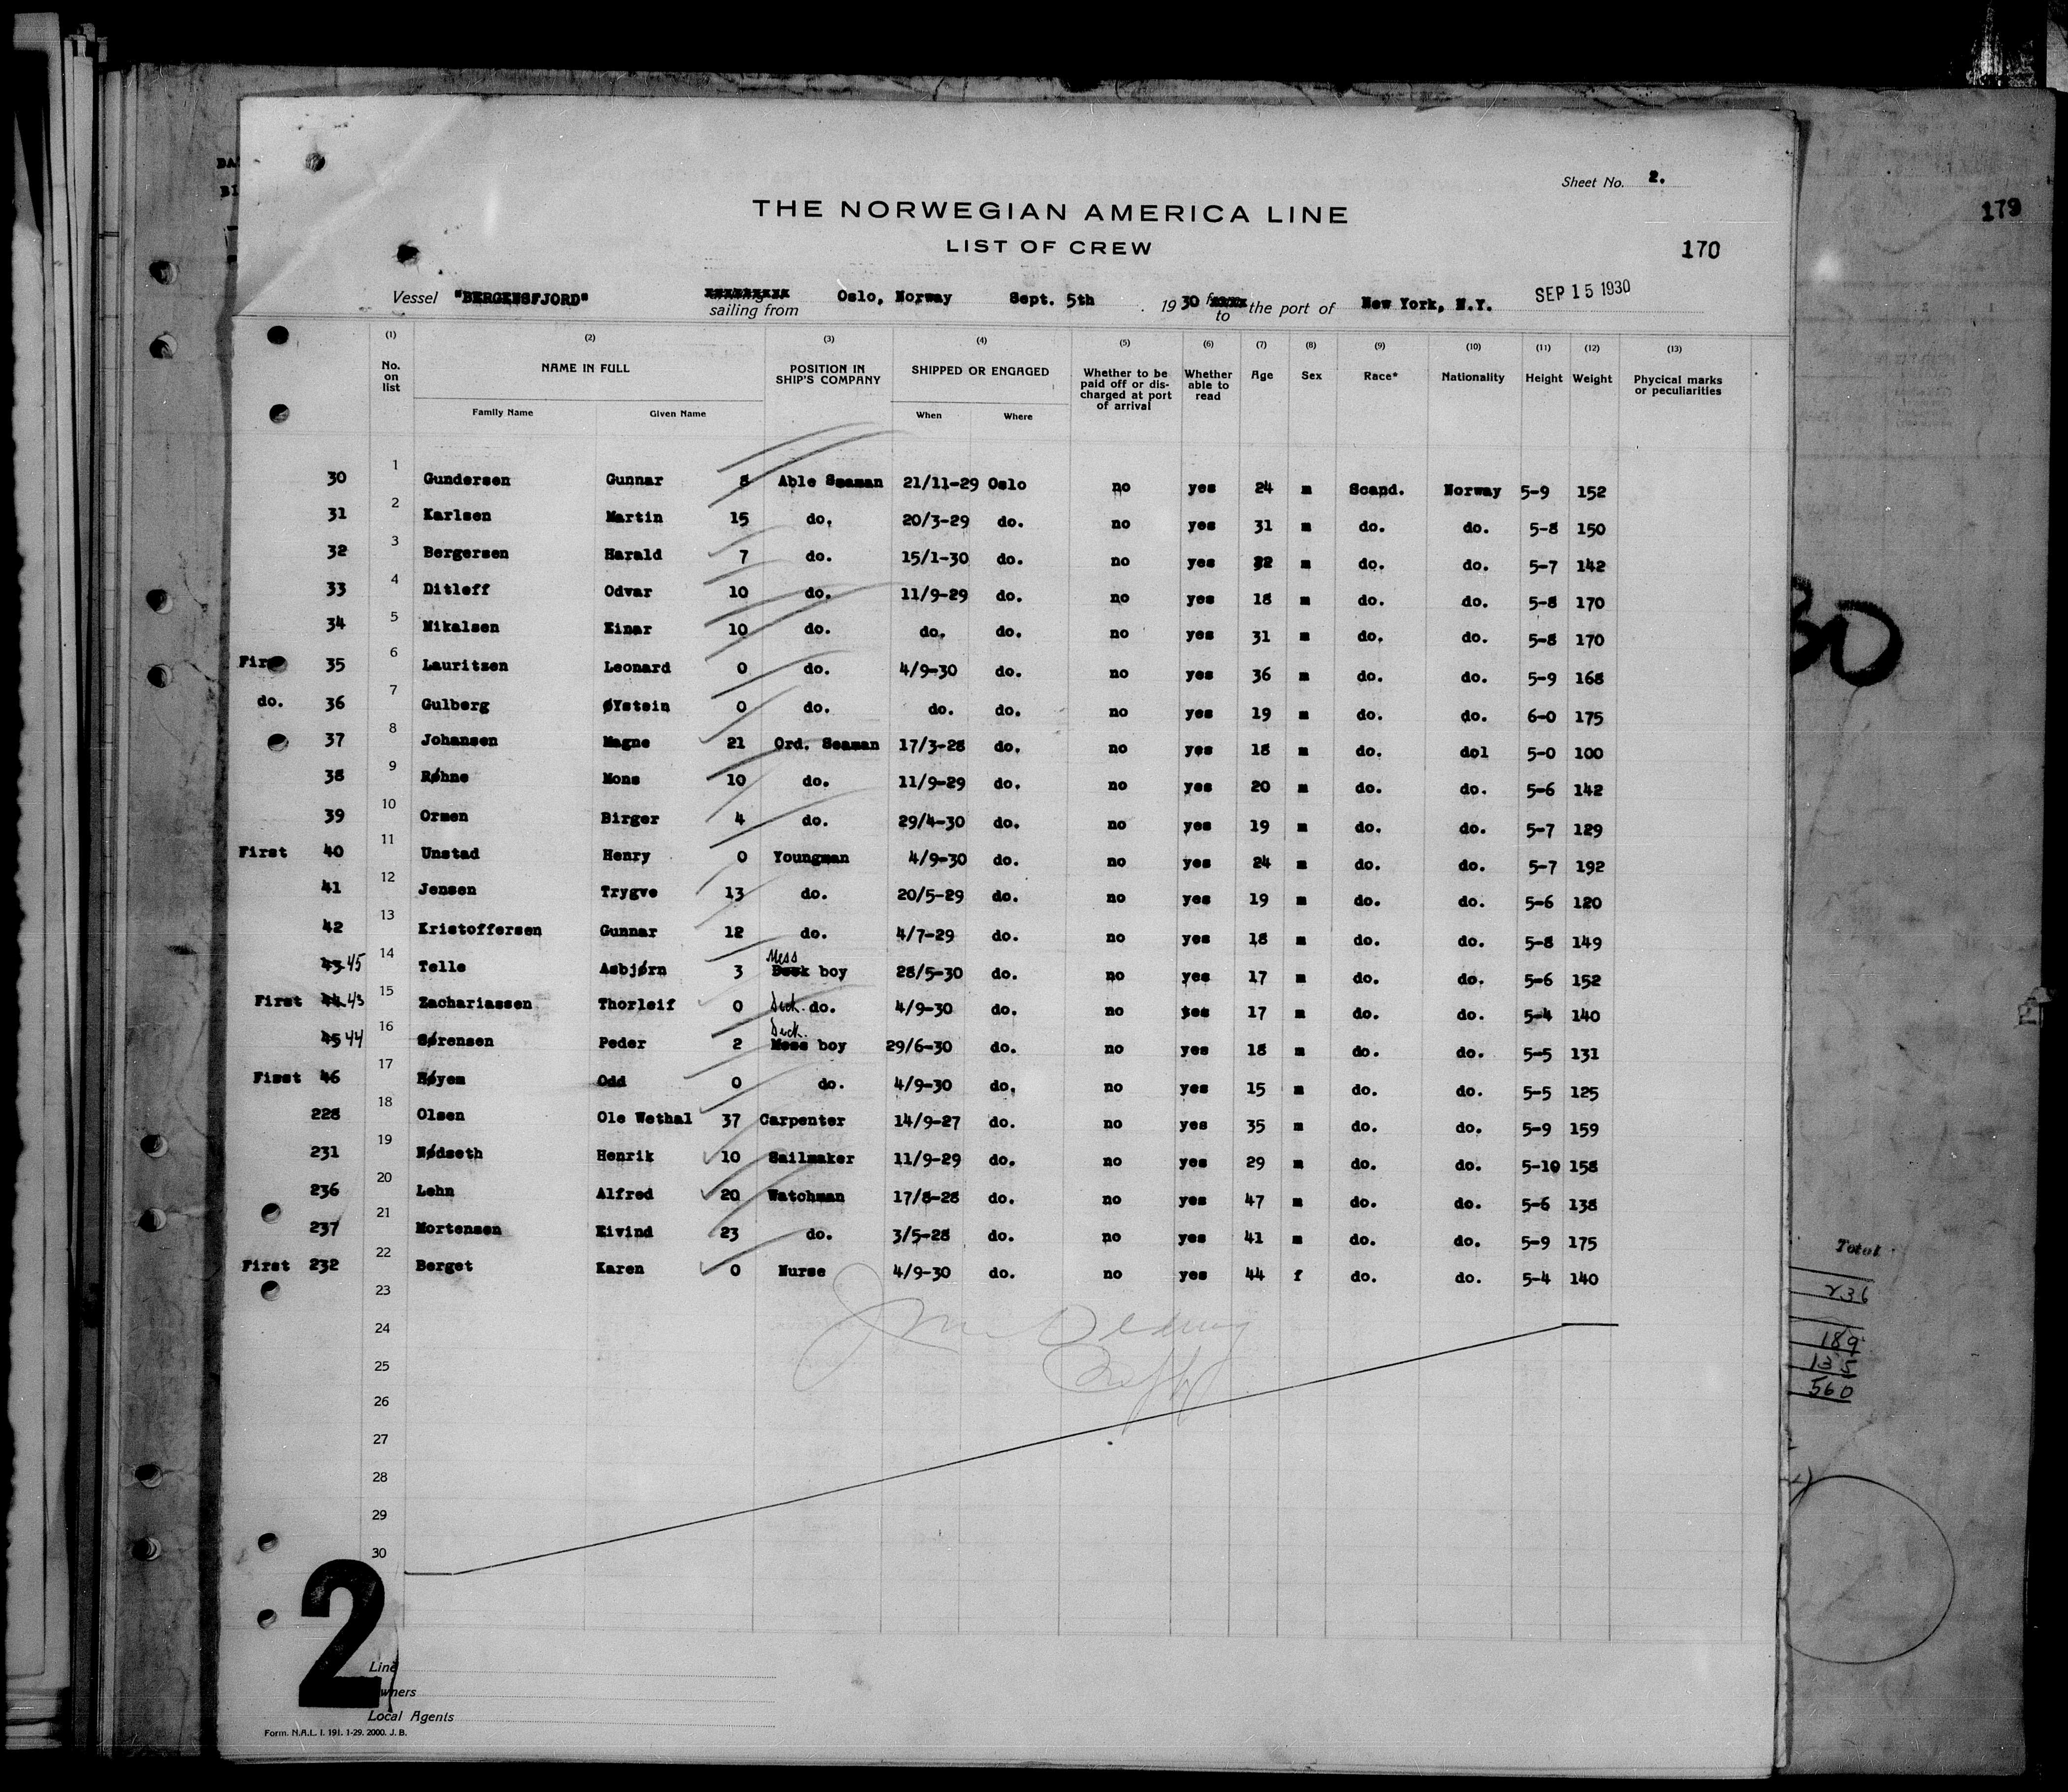 Sheet No. 2.
179
THE NORWEGIAN AMERICA LINE
LIST OF CREW
170
Vessel "BERGENSFJORD" sailing from Oslo, Norway Sept. 5th 1930 to the port of New York, N.Y. SEP 15 1930
(1) (2) (3) (4) (5) (6) (7) (8) (9) (10) (11) (12) (13)
No. on list NAME IN FULL POSITION IN SHIP'S COMPANY SHIPPED OR ENGAGED Whether to be paid off or discharged at port of arrival Whether able to read Age Sex Race* Nationality Height Weight Phycical marks or peculiarities
Family Name Given Name When Where
30 1 Gundersen Gunnar 8 Able Seaman 21/11-29 Oslo no yes 24 m Scand. Norway 5-9 152
31 2 Karlsen Martin 15 do. 20/3-29 do. no yes 31 m do. do. 5-8 150
32 3 Bergersen Harald 7 do. 15/1-30 do. no yes 22 m do. do. 5-7 142
33 4 Ditleff Odvar 10 do. 11/9-29 do. no yes 18 m do. do. 5-8 170
34 5 Mikalsen Einar 10 do. do. do. no yes 31 m do. do. 5-8 170
First 35 6 Lauritzen Leonard 0 do. 4/9-30 do. no yes 36 m do. do. 5-9 168
do. 36 7 Gulberg ØYstein 0 do. do. do. no yes 19 m do. do. 6-0 175
37 8 Johansen Magne 21 Ord. Seaman 17/3-28 do. no yes 18 m do. dol 5-0 100
38 9 Røhne Mons 10 do. 11/9-29 do. no yes 20 m do. do. 5-6 142
39 10 Ormen Birger 4 do. 29/4-30 do. no yes 19 m do. do. 5-7 129
First 40 11 Unstad Henry 0 Youngman 4/9-30 do. no yes 24 m do. do. 5-7 192
41 12 Jensen Trygve 13 do. 20/5-29 do. no yes 19 m do. do. 5-6 120
42 13 Kristoffersen Gunnar 12 do. 4/7-29 do. no yes 18 m do. do. 5-8 149
43 45 14 Telle Asbjørn 3 Deck Mess boy 28/5-30 do. no yes 17 m do. do. 5-6 152
First 44 43 15 Zachariassen Thorleif 0 Deck do. 4/9-30 do. no yes 17 m do. do. 5-4 140
45 44 16 Sørensen Peder 2 Mess Deck boy 29/6-30 do. no yes 18 m do. do. 5-5 131
First 46 17 Høyem Odd 0 do. 4/9-30 do. no yes 15 m do. do. 5-5 125
228 18 Olsen Ole Wethal 37 Carpenter 14/9-27 do. no yes 35 m do. do. 5-9 159
231 19 Nødseth Henrik 10 Sailmaker 11/9-29 do. no yes 29 m do. do. 5-10 158
236 20 Lehn Alfred 20 Watchman 17/8-28 do. no yes 47 m do. do. 5-6 138
237 21 Mortensen Eivind 23 do. 3/5-28 do. no yes 41 m do. do. 5-9 175
First 232 22 Berget Karen 0 Nurse 4/9-30 do. no yes 44 f do. do. 5-4 140
23
24
25
26
27
28
29
30
Total
236
189
135
560
2
Line
Owners
Local Agents
Form. N.A.L. I. 191. 1-29. 2000. J. B.